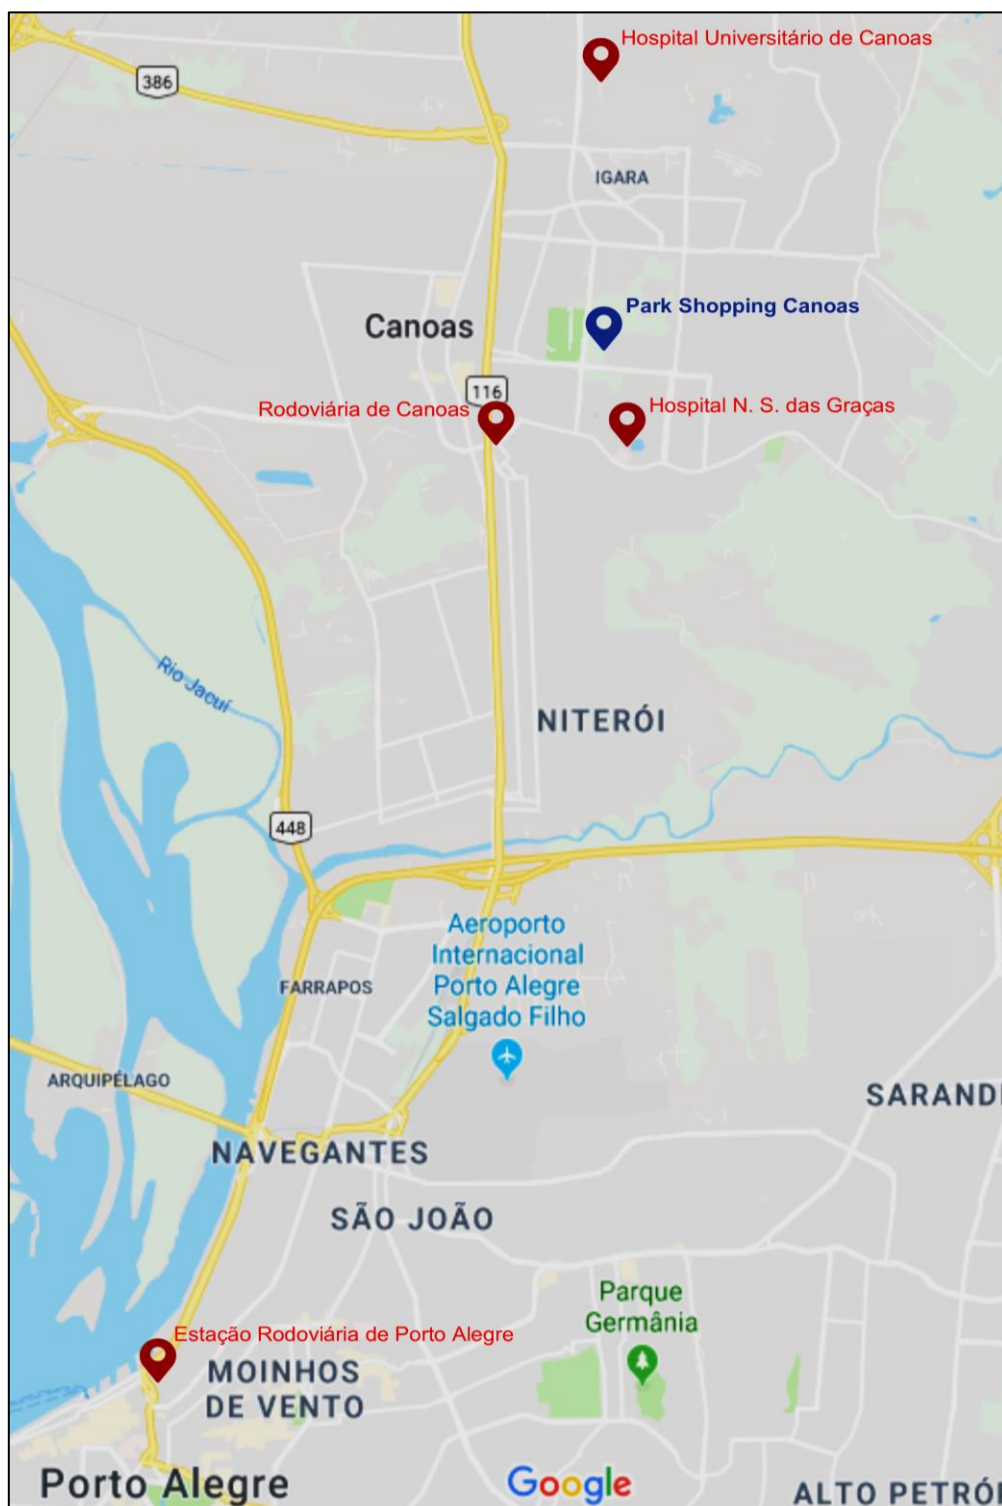 Hospital Universitário de Canoas
386
IGARA
Park Shopping Canoas
Canoas
116
Rodoviária de Canoas
Hospital N. S. das Graças
Rio Jacuí
NITERÓI
448
Aeroporto
Internacional
Porto Alegre
Salgado Filho
FARRAPOS
ARQUIPÉLAGO
SARANDI
NAVEGANTES
SÃO JOÃO
Parque
Germânia
Estação Rodoviária de Porto Alegre
MOINHOS
DE VENTO
Porto Alegre
Google
ALTO PETRÓ